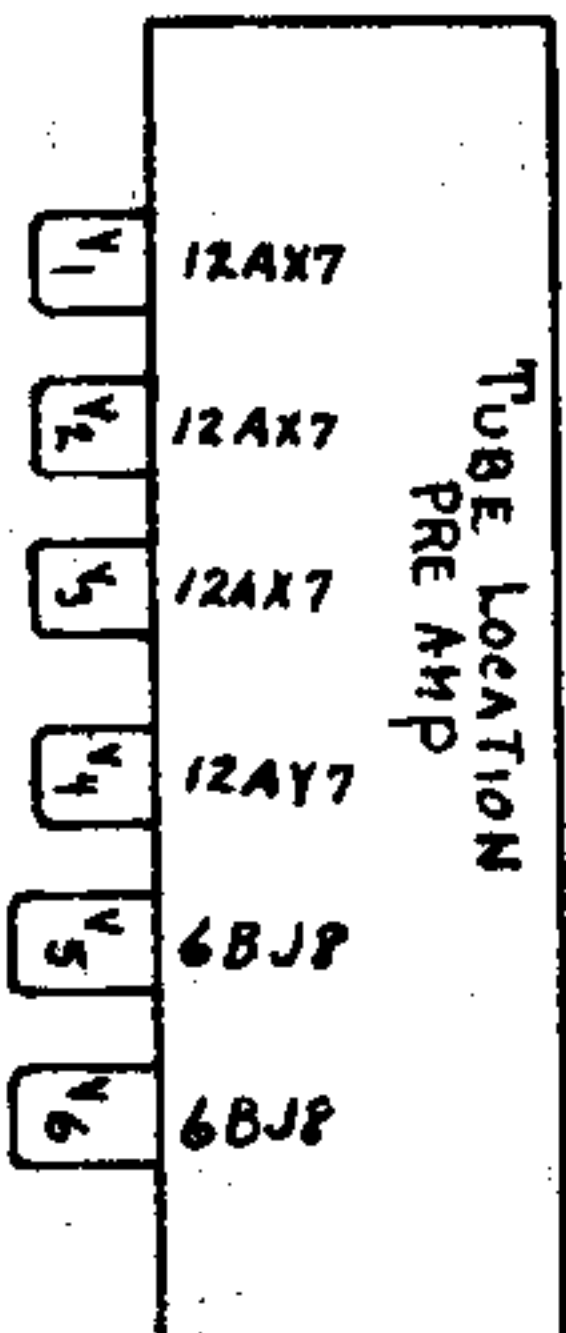 TUBE LOCATION
PRE AMP
V1 12AX7
V2 12AX7
V3 12AX7
V4 12AY7
V5 6BJ8
V6 6BJ8